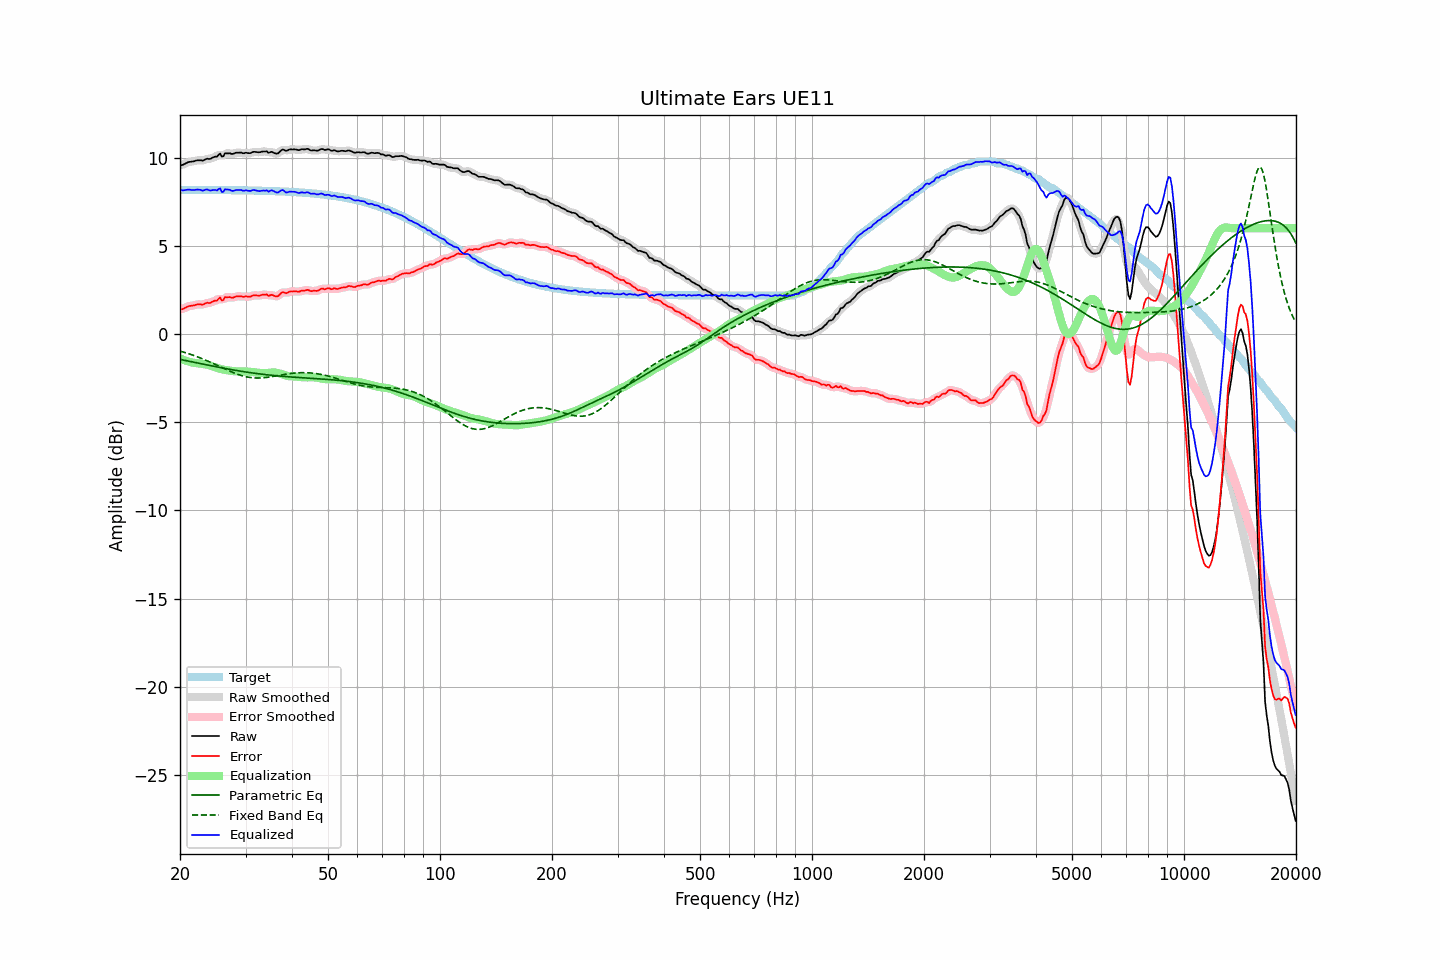 Ultimate Ears UE11
10
5
0
−5
−10
−15
−20
−25
Amplitude (dBr)
Target
Raw Smoothed
Error Smoothed
Raw
Error
Equalization
Parametric Eq
Fixed Band Eq
Equalized
20 50 100 200 500 1000 2000 5000 10000 20000
Frequency (Hz)